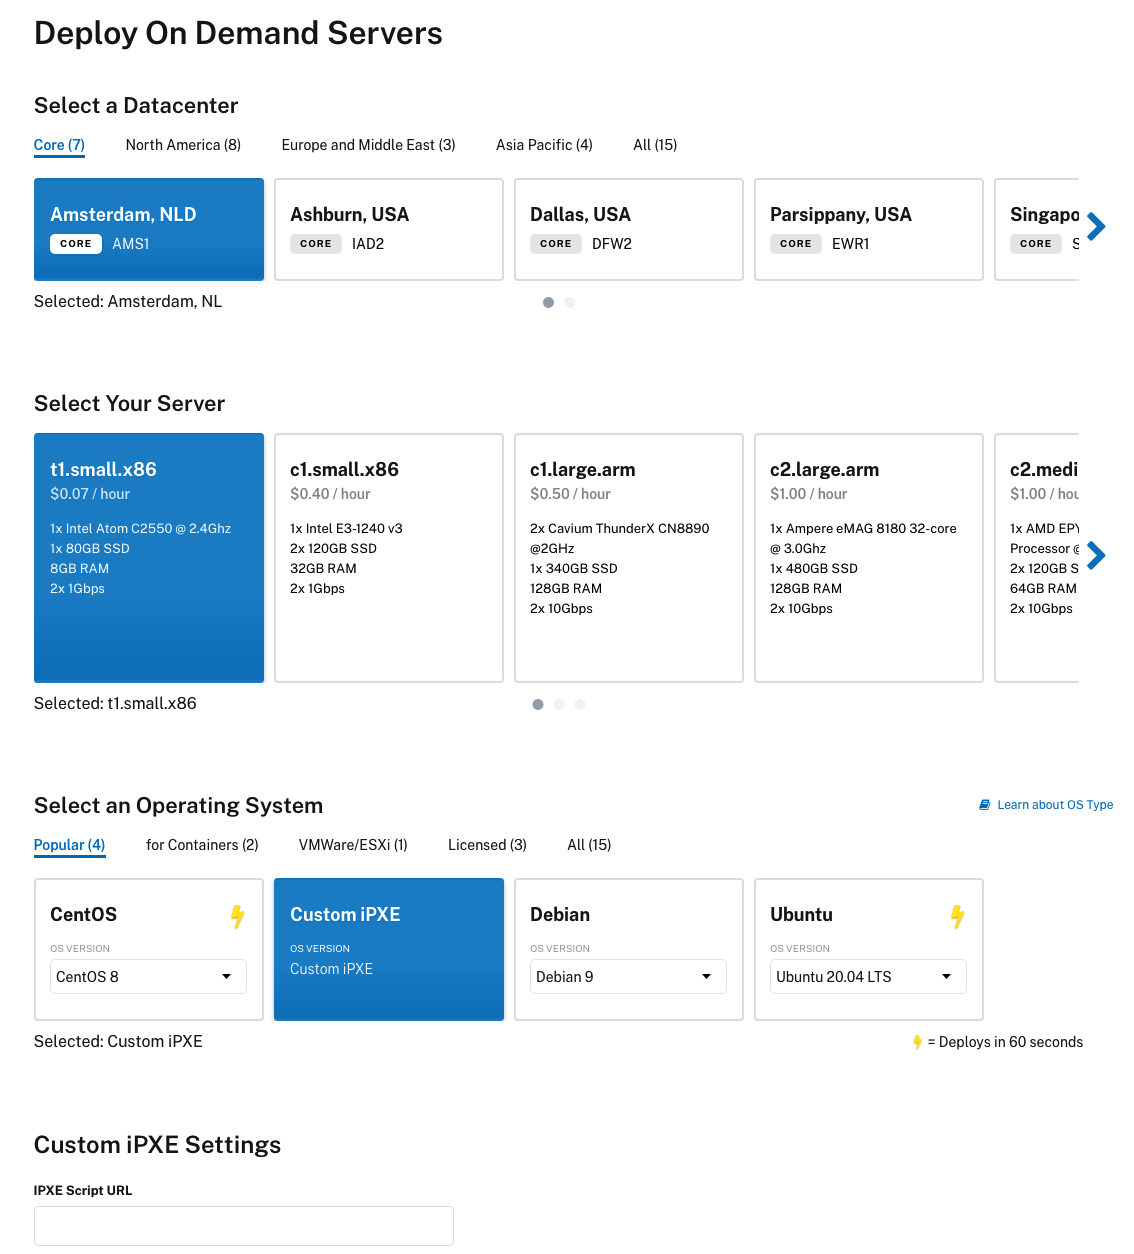 Deploy On Demand Servers
Select a Datacenter
Core (7) North America (8) Europe and Middle East (3) Asia Pacific (4) All (15)
Amsterdam, NLD
CORE AMS1
Ashburn, USA
CORE IAD2
Dallas, USA
CORE DFW2
Parsippany, USA
CORE EWR1
Singapo
CORE S
Selected: Amsterdam, NL
Select Your Server
t1.small.x86
$0.07 / hour
1x Intel Atom C2550 @ 2.4Ghz
1x 80GB SSD
8GB RAM
2x 1Gbps
c1.small.x86
$0.40 / hour
1x Intel E3-1240 v3
2x 120GB SSD
32GB RAM
2x 1Gbps
c1.large.arm
$0.50 / hour
2x Cavium ThunderX CN8890
@2GHz
1x 340GB SSD
128GB RAM
2x 10Gbps
c2.large.arm
$1.00 / hour
1x Ampere eMAG 8180 32-core
@ 3.0Ghz
1x 480GB SSD
128GB RAM
2x 10Gbps
c2.medi
$1.00 / hou
1x AMD EPY
Processor @
2x 120GB S
64GB RAM
2x 10Gbps
Selected: t1.small.x86
Select an Operating System
Learn about OS Type
Popular (4) for Containers (2) VMWare/ESXi (1) Licensed (3) All (15)
CentOS
OS VERSION
CentOS 8
Custom iPXE
OS VERSION
Custom iPXE
Debian
OS VERSION
Debian 9
Ubuntu
OS VERSION
Ubuntu 20.04 LTS
Selected: Custom iPXE
= Deploys in 60 seconds
Custom iPXE Settings
IPXE Script URL